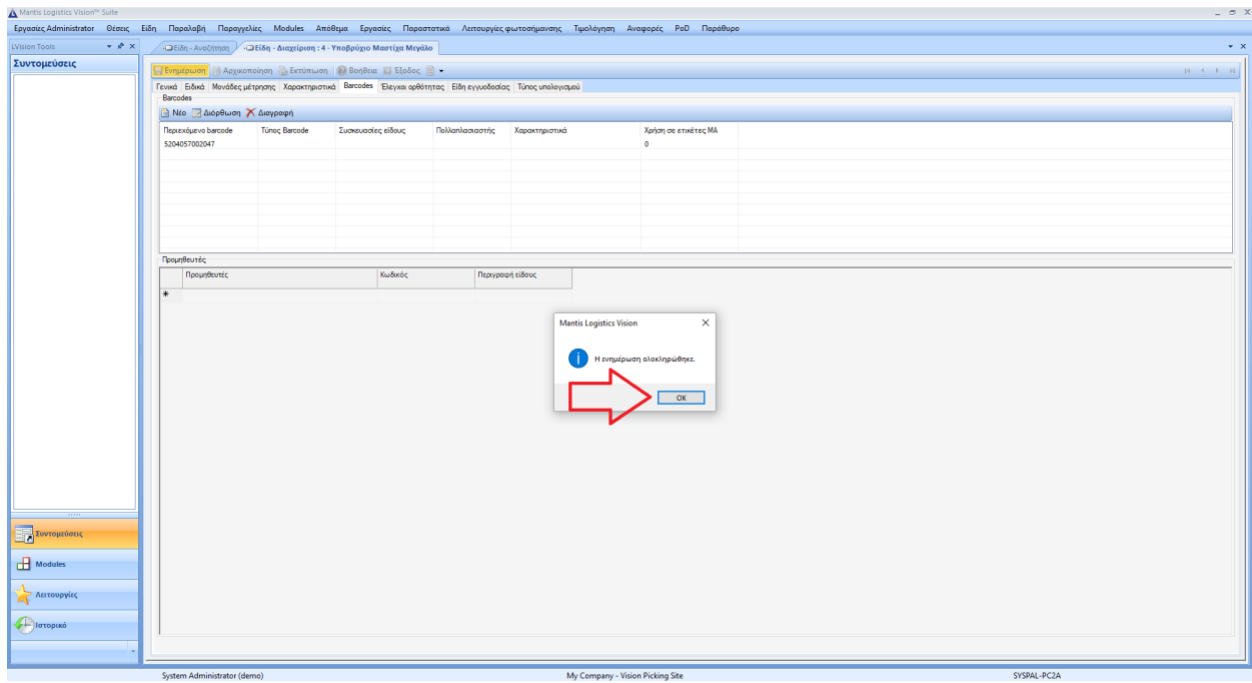 Mantis Logistics Vision™ Suite
Εργασίες Administrator Θέσεις Είδη Παραλαβή Παραγγελίες Modules Απόθεμα Εργασίες Παραστατικά Λειτουργίες φωτοσήμανσης Τιμολόγηση Αναφορές PoD Παράθυρο
LVision Tools
Είδη - Αναζήτηση Είδη - Διαχείριση : 4 - Υποβρύχιο Μαστίχα Μεγάλο
Συντομεύσεις
Ενημέρωση Αρχικοποίηση Εκτύπωση Βοήθεια Έξοδος
Γενικά Ειδικά Μονάδες μέτρησης Χαρακτηριστικά Barcodes Έλεγχοι ορθότητας Είδη εγγυοδοσίας Τύπος υπολογισμού
Barcodes
Νέο Διόρθωση Διαγραφή
Περιεχόμενο barcode Τύπος Barcode Συσκευασίες είδους Πολλαπλασιαστής Χαρακτηριστικά Χρήση σε ετικέτες ΜΑ
5204057002047 0
Προμηθευτές
Προμηθευτές Κωδικός Περιγραφή είδους
Mantis Logistics Vision
Η ενημέρωση ολοκληρώθηκε.
OK
Συντομεύσεις
Modules
Λειτουργίες
Ιστορικό
System Administrator (demo) My Company - Vision Picking Site SYSPAL-PC2A